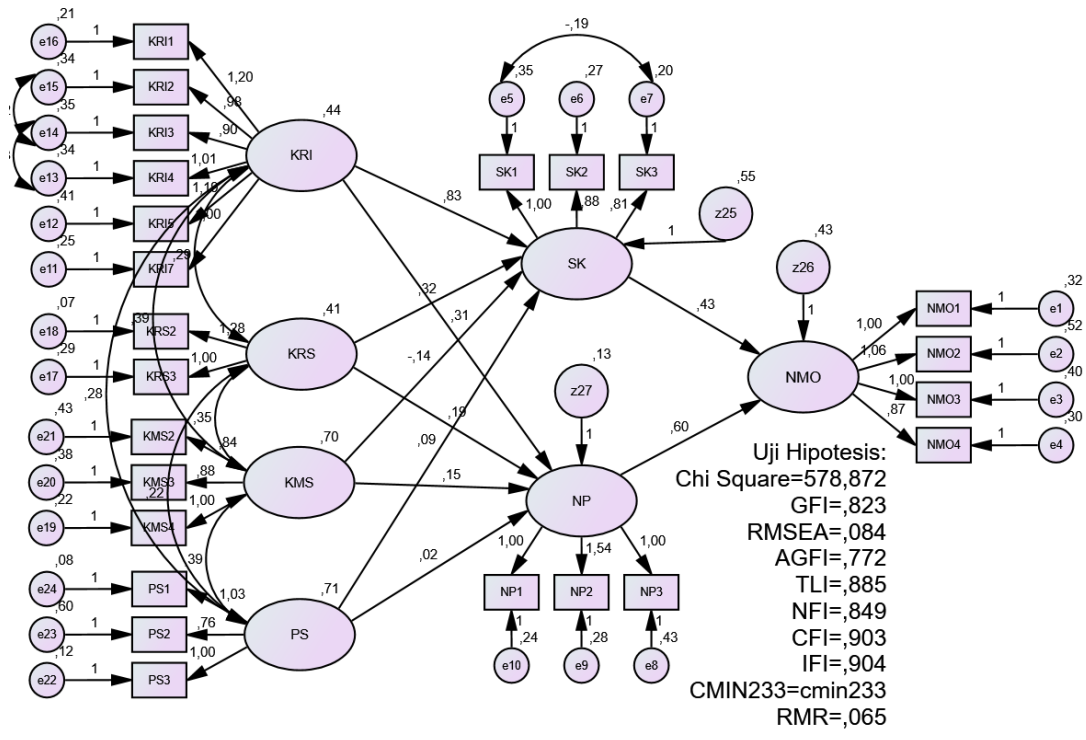 ,21
e16 1 KRI1
,34
e15 1 KRI2
,35
e14 1 KRI3
,34
e13 1 KRI4
,41
e12 1 KRI5
,25
e11 1 KRI7
1,20
,98
,90
1,01
1,19
,44
KRI
,29
,39
,28
,07
e18 1 KRS2
,29
e17 1 KRS3
1,28
1,00
,41
KRS
,35
,43
e21 1 KMS2
,38
e20 1 KMS3
,22
e19 1 KMS4
,84
,88
1,00
,70
KMS
,22
,39
,08
e24 1 PS1
,60
e23 1 PS2
,12
e22 1 PS3
1,03
,76
1,00
,71
PS
-,19
,35 ,27 ,20
e5 e6 e7
1 1 1
SK1 SK2 SK3
1,00 ,88 ,81
SK
,55
z25
1
,83
,32
,31
-,14
,19
,09
,15
,02
,13
z27
1
NP
1,00 1,54 1,00
NP1 NP2 NP3
1 1 1
,24 ,28 ,43
e10 e9 e8
,43
,60
,43
z26
1
NMO
1,00
1,06
1,00
,87
NMO1 1 e1 ,32
NMO2 1 e2 ,52
NMO3 1 e3 ,40
NMO4 1 e4 ,30
Uji Hipotesis:
Chi Square=578,872
GFI=,823
RMSEA=,084
AGFI=,772
TLI=,885
NFI=,849
CFI=,903
IFI=,904
CMIN233=cmin233
RMR=,065